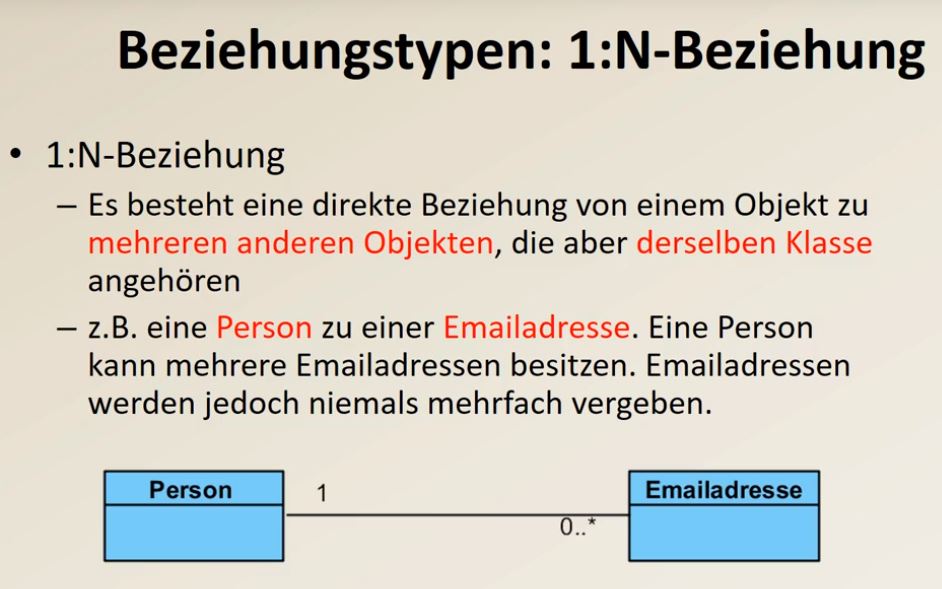 Beziehungstypen: 1:N-Beziehung
• 1:N-Beziehung
– Es besteht eine direkte Beziehung von einem Objekt zu
mehreren anderen Objekten, die aber derselben Klasse
angehören
– z.B. eine Person zu einer Emailadresse. Eine Person
kann mehrere Emailadressen besitzen. Emailadressen
werden jedoch niemals mehrfach vergeben.
Person
1
0..*
Emailadresse